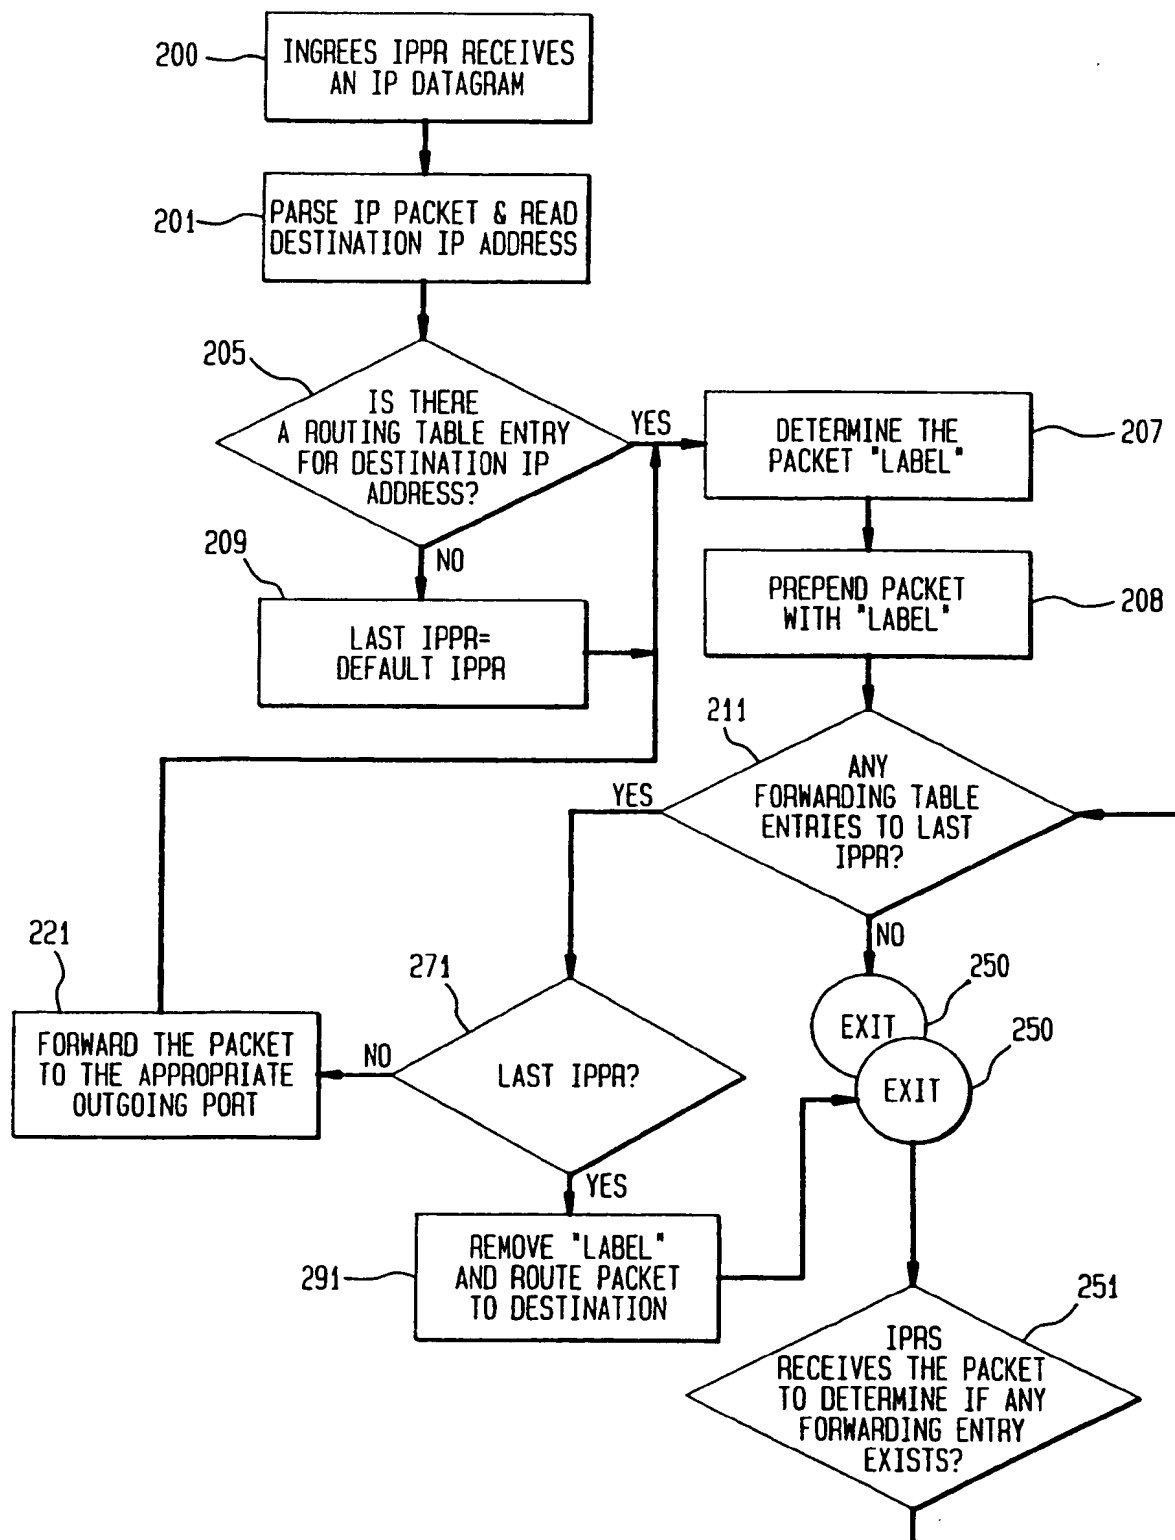 200
INGREES IPPR RECEIVES
AN IP DATAGRAM
201
PARSE IP PACKET & READ
DESTINATION IP ADDRESS
205
IS THERE
A ROUTING TABLE ENTRY
FOR DESTINATION IP
ADDRESS?
YES
NO
DETERMINE THE
PACKET "LABEL"
207
209
LAST IPPR=
DEFAULT IPPR
PREPEND PACKET
WITH "LABEL"
208
211
ANY
FORWARDING TABLE
ENTRIES TO LAST
IPPR?
YES
NO
221
FORWARD THE PACKET
TO THE APPROPRIATE
OUTGOING PORT
271
LAST IPPR?
NO
YES
EXIT
250
EXIT
250
291
REMOVE "LABEL"
AND ROUTE PACKET
TO DESTINATION
251
IPRS
RECEIVES THE PACKET
TO DETERMINE IF ANY
FORWARDING ENTRY
EXISTS?